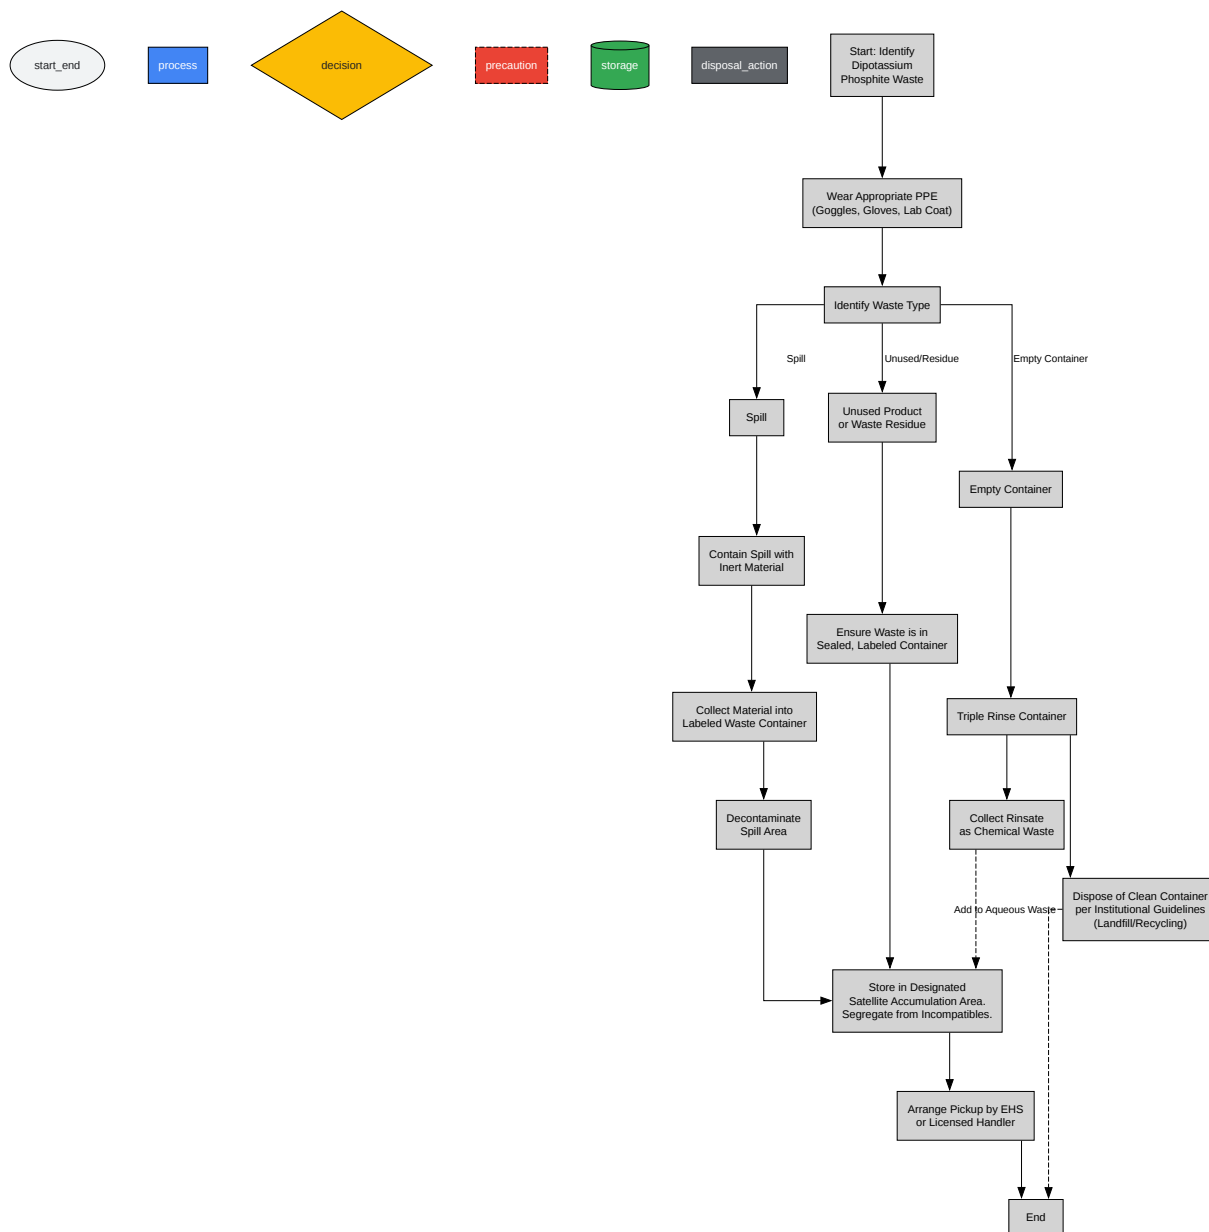 start_end
process
decision
precaution
storage
disposal_action
Start: Identify
Dipotassium
Phosphite Waste
Wear Appropriate PPE
(Goggles, Gloves, Lab Coat)
Identify Waste Type
Spill
Unused/Residue
Empty Container
Spill
Unused Product
or Waste Residue
Empty Container
Contain Spill with
Inert Material
Ensure Waste is in
Sealed, Labeled Container
Collect Material into
Labeled Waste Container
Triple Rinse Container
Decontaminate
Spill Area
Collect Rinsate
as Chemical Waste
Add to Aqueous Waste
Dispose of Clean Container
per Institutional Guidelines
(Landfill/Recycling)
Store in Designated
Satellite Accumulation Area.
Segregate from Incompatibles.
Arrange Pickup by EHS
or Licensed Handler
End